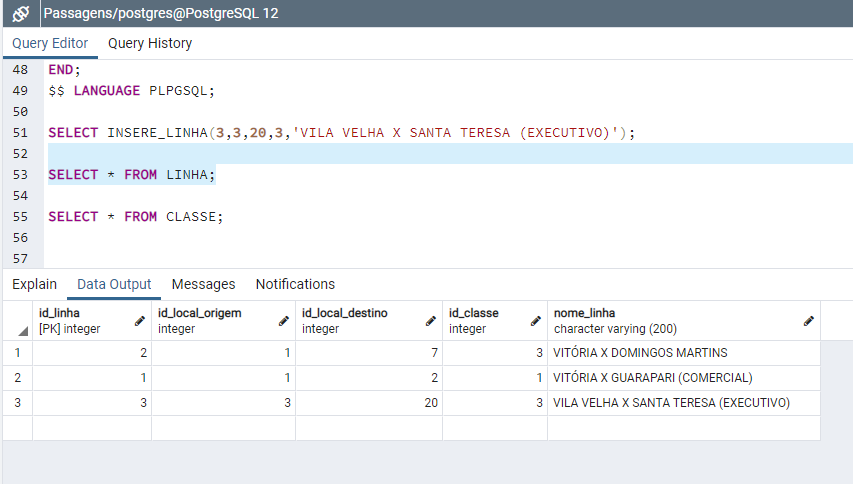 Passagens/postgres@PostgreSQL 12
Query Editor Query History
48 END;
49 $$ LANGUAGE PLPGSQL;
50
51 SELECT INSERE_LINHA(3,3,20,3,'VILA VELHA X SANTA TERESA (EXECUTIVO)');
52
53 SELECT * FROM LINHA;
54
55 SELECT * FROM CLASSE;
56
57
Explain Data Output Messages Notifications
id_linha id_local_origem id_local_destino id_classe nome_linha
[PK] integer integer integer integer character varying (200)
1 2 1 7 3 VITÓRIA X DOMINGOS MARTINS
2 1 1 2 1 VITÓRIA X GUARAPARI (COMERCIAL)
3 3 3 20 3 VILA VELHA X SANTA TERESA (EXECUTIVO)